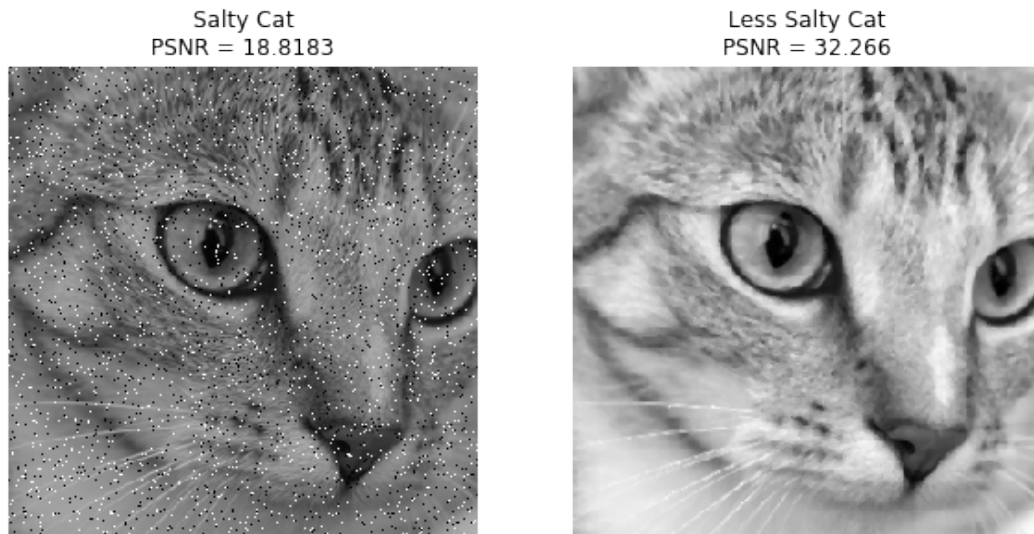 Salty Cat
PSNR = 18.8183
Less Salty Cat
PSNR = 32.266